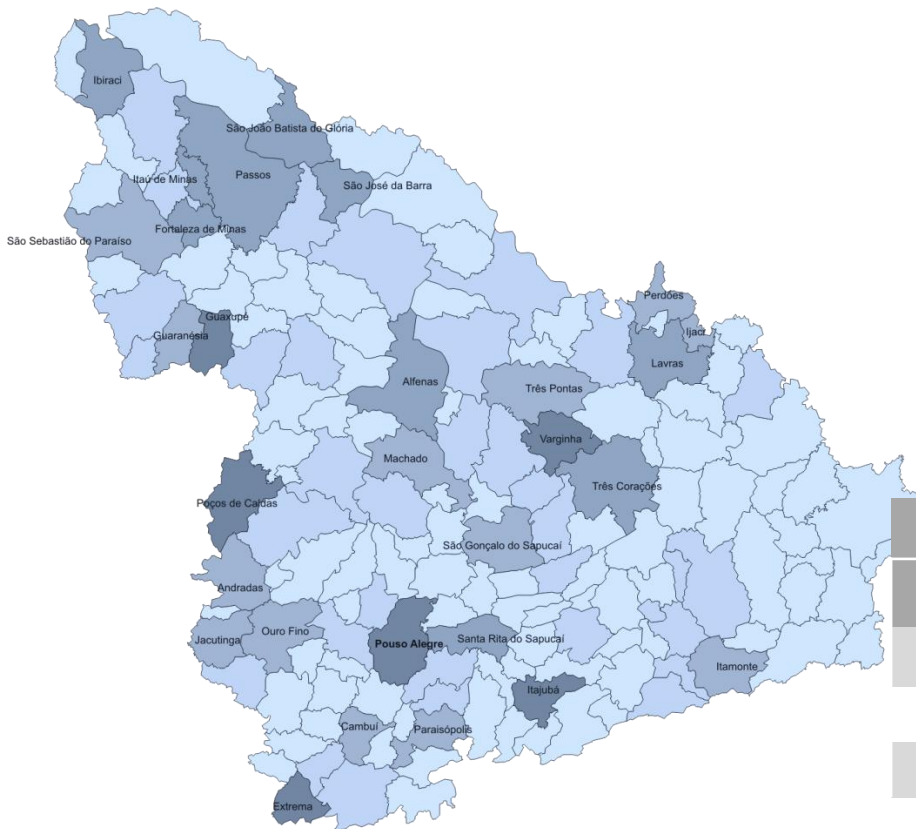 Ibiraci
São João Batista do Glória
Itaú de Minas
Passos
São José da Barra
Fortaleza de Minas
São Sebastião do Paraíso
Perdões
Guaxupé
Guaranésia
Ijaci
Lavras
Alfenas
Três Pontas
Varginha
Machado
Três Corações
Poços de Caldas
São Gonçalo do Sapucaí
Andradas
Ouro Fino
Jacutinga
Pouso Alegre
Santa Rita do Sapucaí
Itamonte
Itajubá
Cambuí
Paraisópolis
Extrema